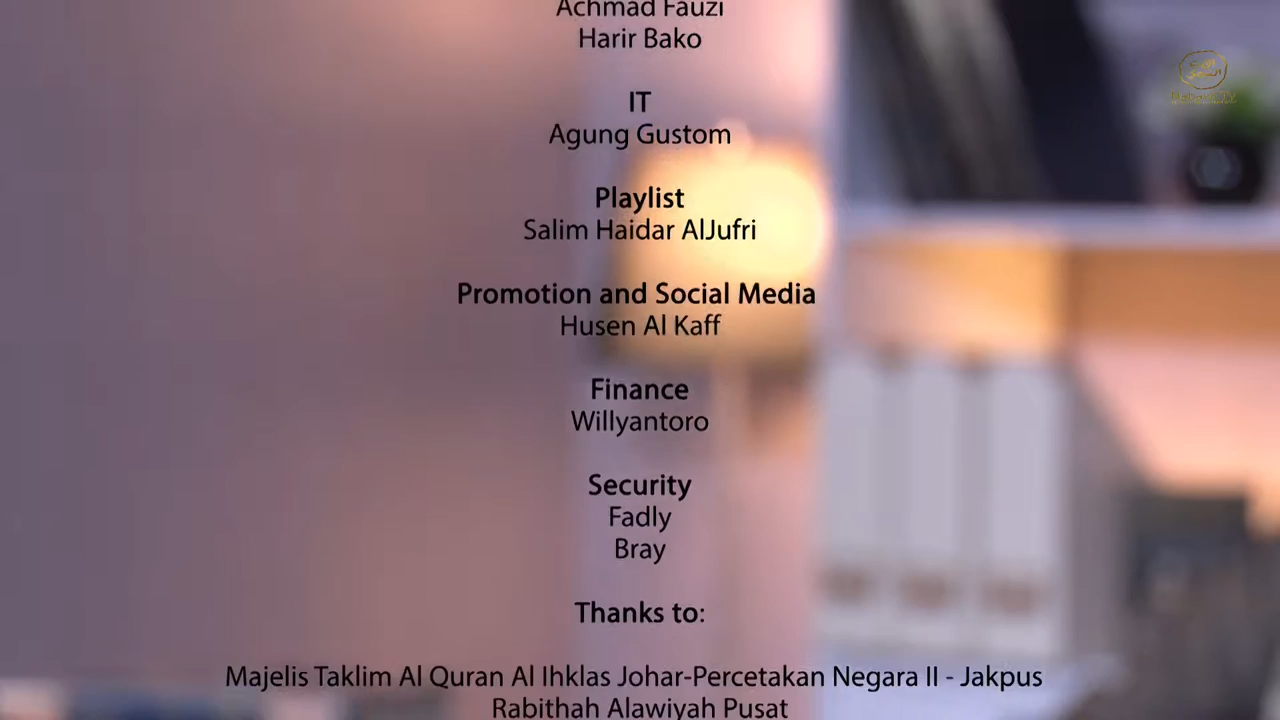 Achmad Fauzi
Harir Bako
IT
Agung Gustom
Playlist
Salim Haidar AlJufri
Promotion and Social Media
Husen Al Kaff
Finance
Willyantoro
Security
Fadly
Bray
Thanks to:
Majelis Taklim Al Quran Al Ihklas Johar-Percetakan Negara II - Jakpus
Rabithah Alawiyah Pusat